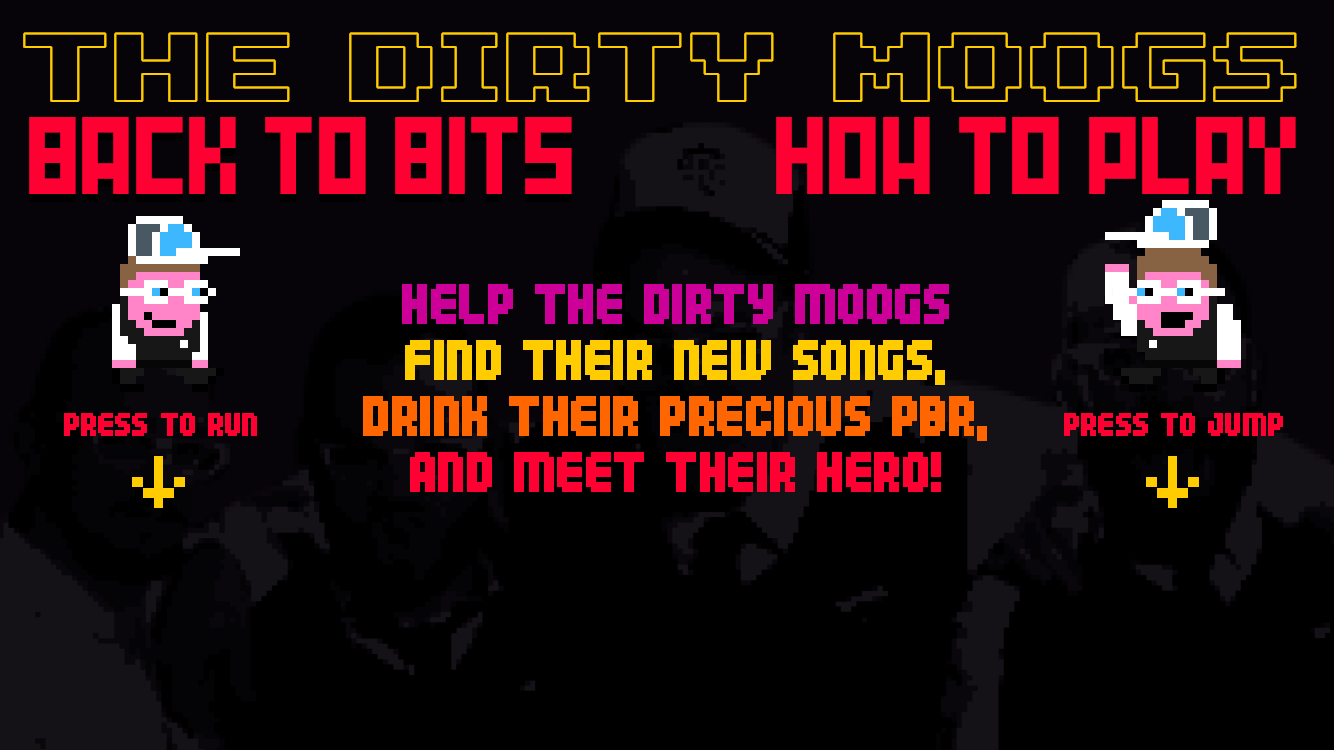 THE DIRTY MOOGS
BACK TO BITS
HOW TO PLAY
HELP THE DIRTY MOOGS
FIND THEIR NEW SONGS,
DRINK THEIR PRECIOUS PBR,
AND MEET THEIR HERO!
PRESS TO RUN
PRESS TO JUMP